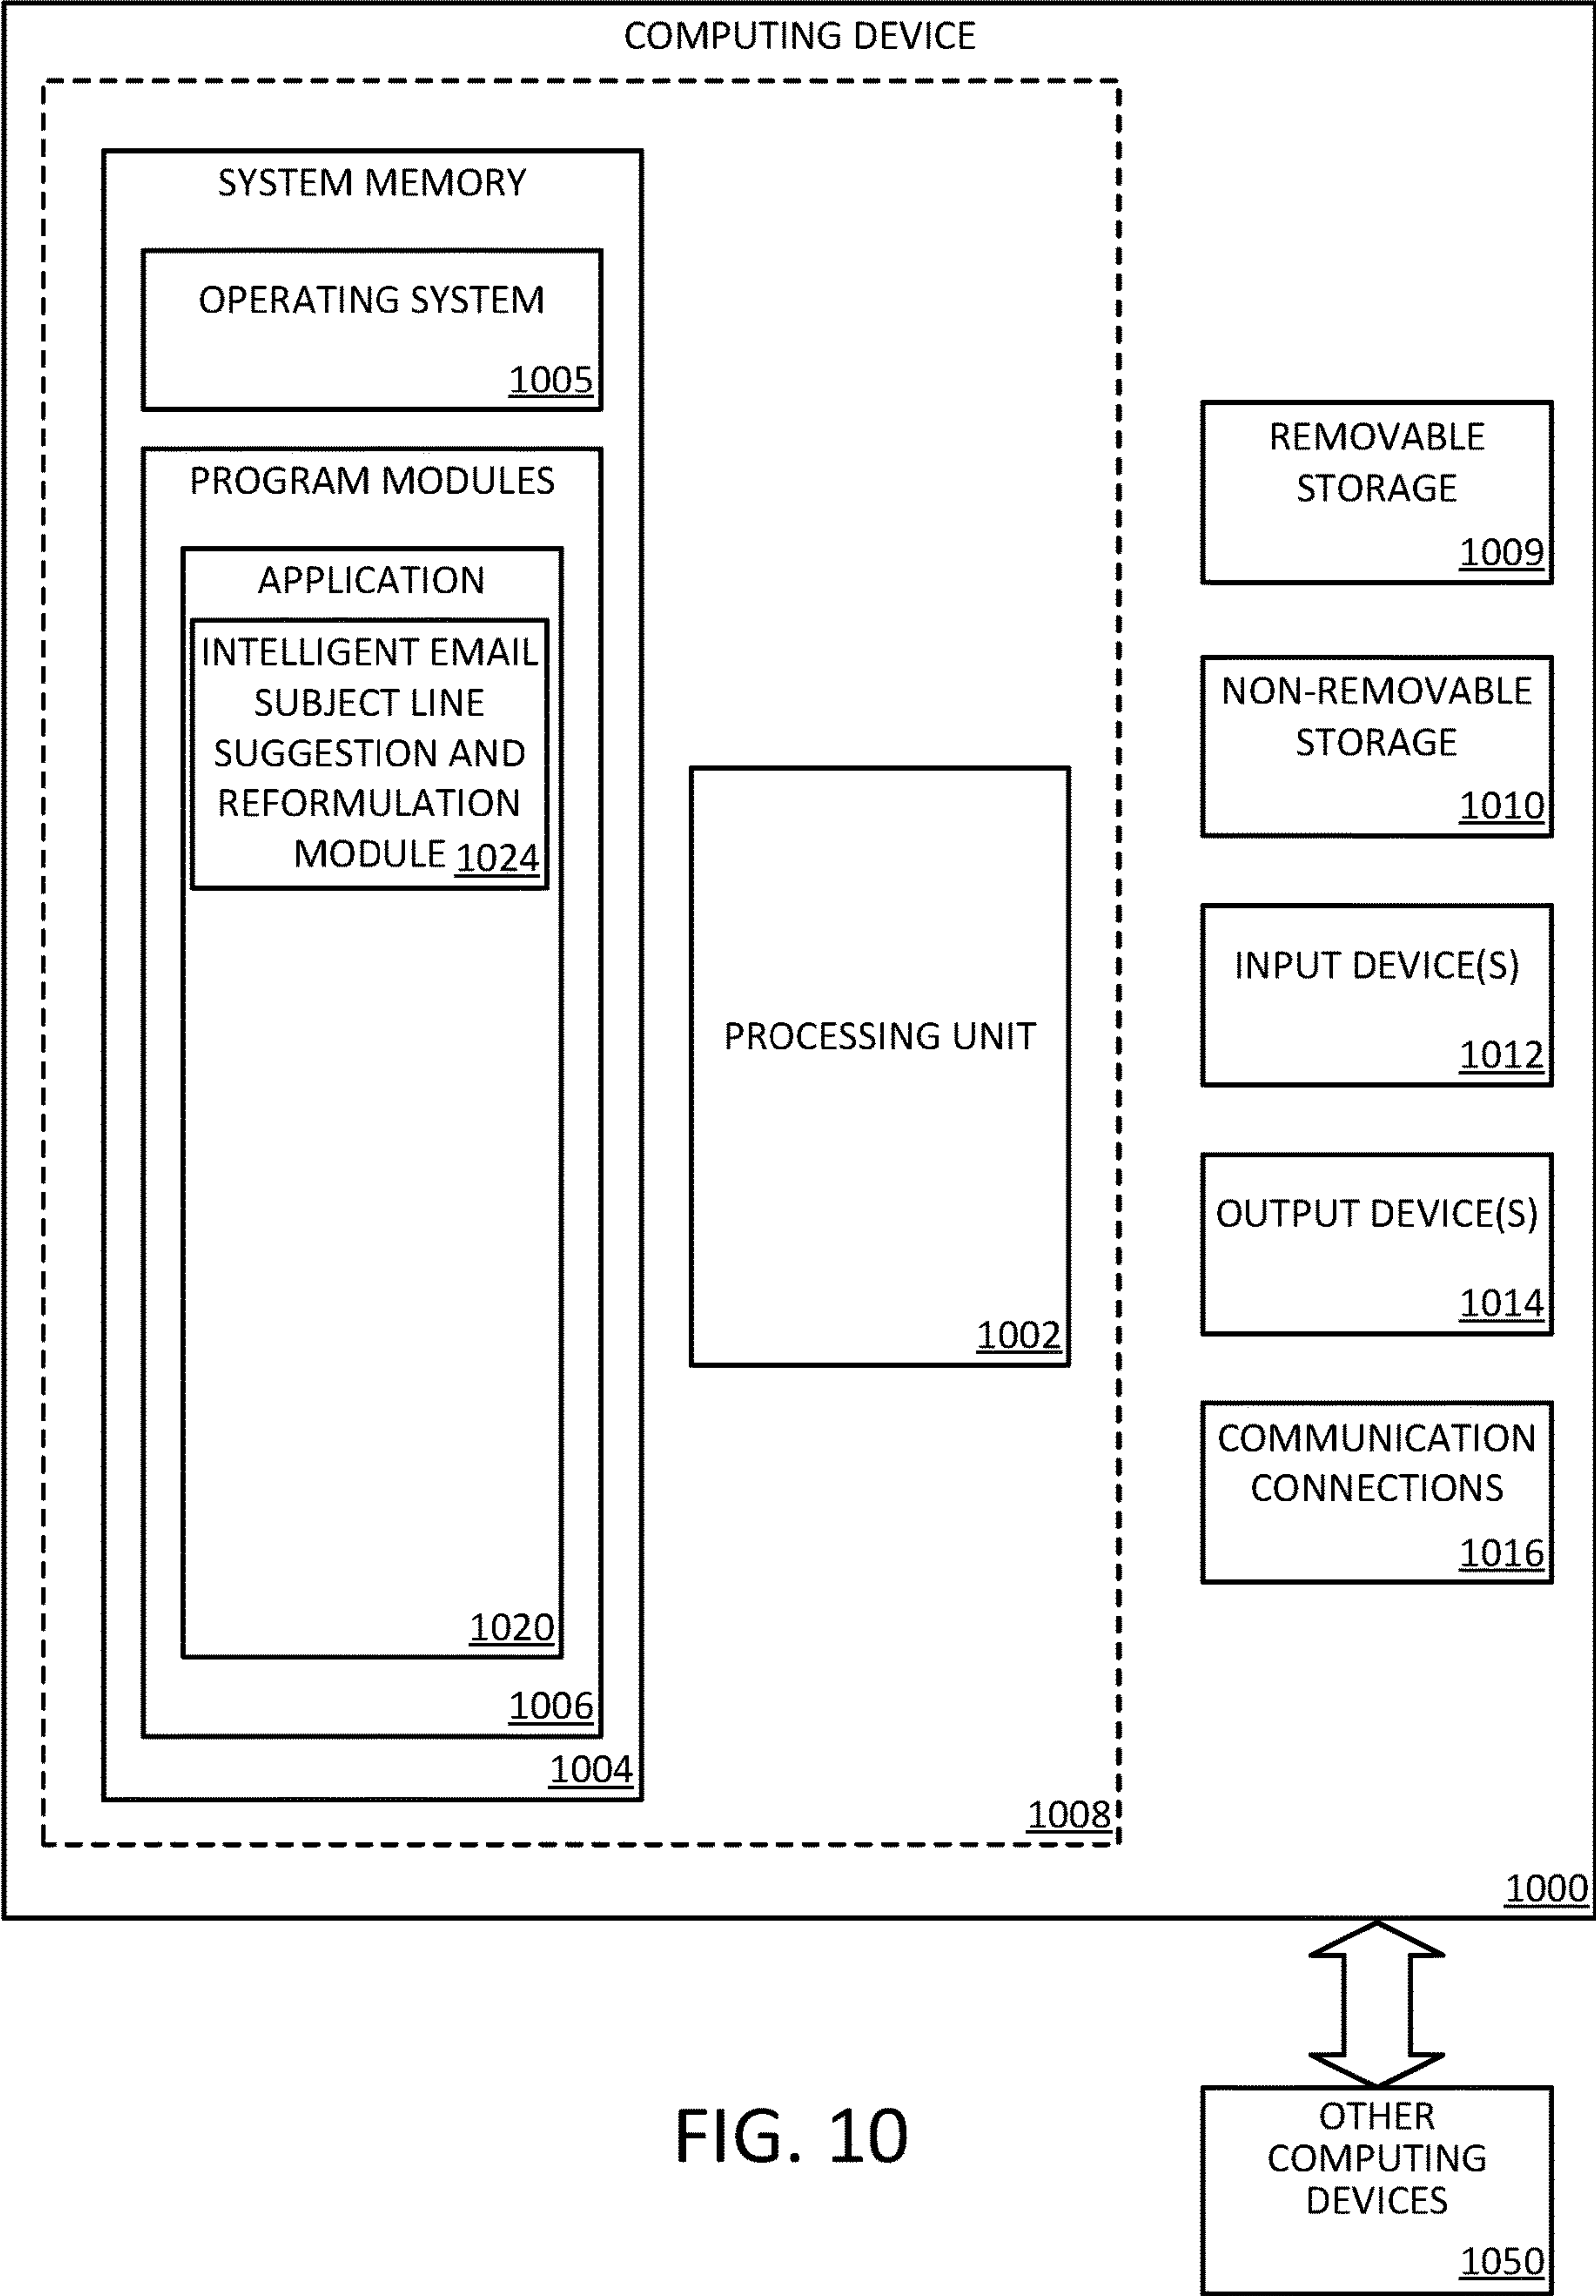 COMPUTING DEVICE
SYSTEM MEMORY
OPERATING SYSTEM
1005
PROGRAM MODULES
APPLICATION
INTELLIGENT EMAIL
SUBJECT LINE
SUGGESTION AND
REFORMULATION
MODULE 1024
1020
1006
1004
PROCESSING UNIT
1002
1008
REMOVABLE
STORAGE
1009
NON-REMOVABLE
STORAGE
1010
INPUT DEVICE(S)
1012
OUTPUT DEVICE(S)
1014
COMMUNICATION
CONNECTIONS
1016
1000
OTHER
COMPUTING
DEVICES
1050
FIG. 10